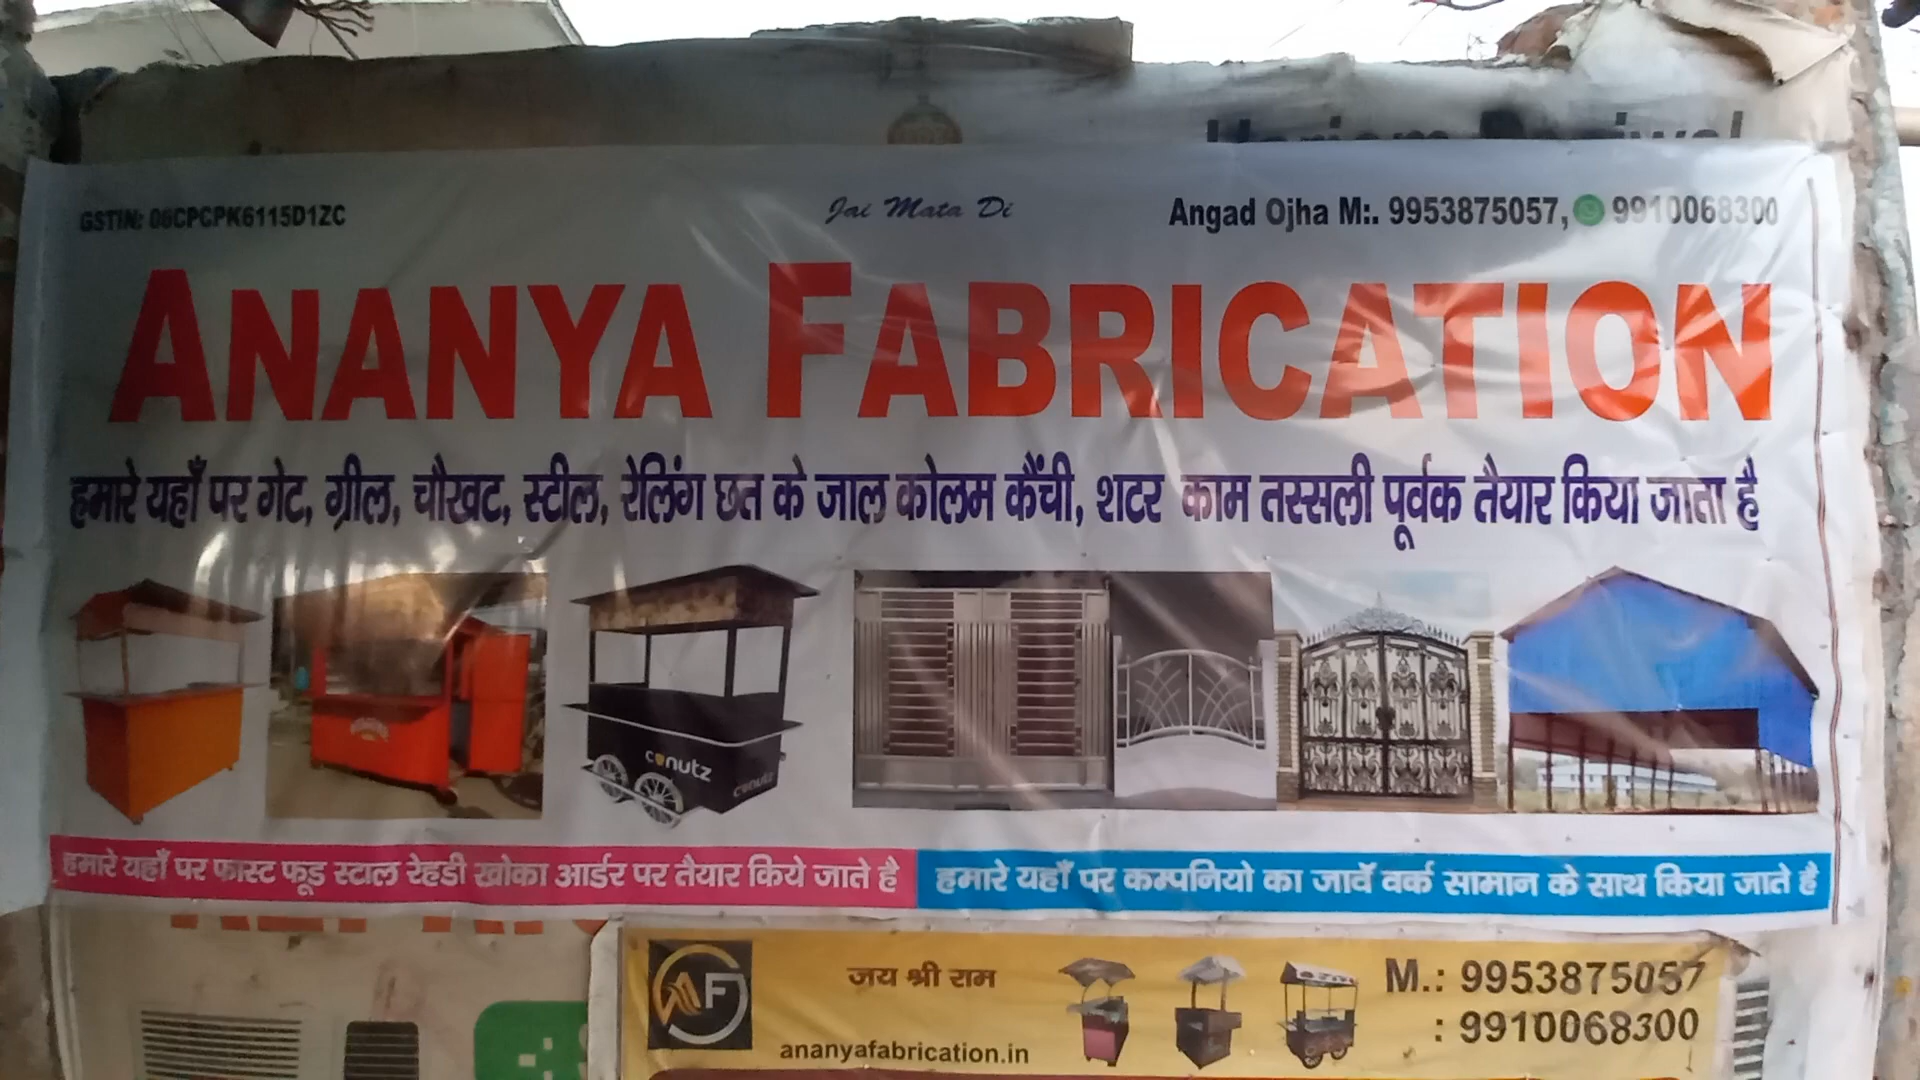 GSTIN: 06CPCPK6115D1ZC
Jai Mata Di
Angad Ojha M:. 9953875057, 9910068300
ANANYA FABRICATION
हमारे यहाँ पर गेट, ग्रील, चौखट, स्टील, रेलिंग छत के जाल कोलम कैंची, शटर काम तस्सली पूर्वक तैयार किया जाता है
conutz
conutz
हमारे यहाँ पर फास्ट फूड स्टाल रेहडी खोका आर्डर पर तैयार किये जाते है
हमारे यहाँ पर कम्पनियो का जार्वे वर्क सामान के साथ किया जाते है
AF
जय श्री राम
ananyafabrication.in
M.: 9953875057
: 9910068300